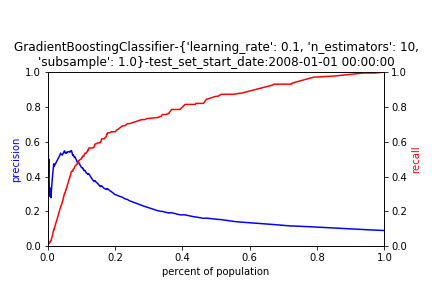 GradientBoostingClassifier-{'learning_rate': 0.1, 'n_estimators': 10,
'subsample': 1.0}-test_set_start_date:2008-01-01 00:00:00
1.0 1.0
0.8 0.8
0.6 0.6
precision recall
0.4 0.4
0.2 0.2
0.0 0.0
0.0 0.2 0.4 0.6 0.8 1.0
percent of population